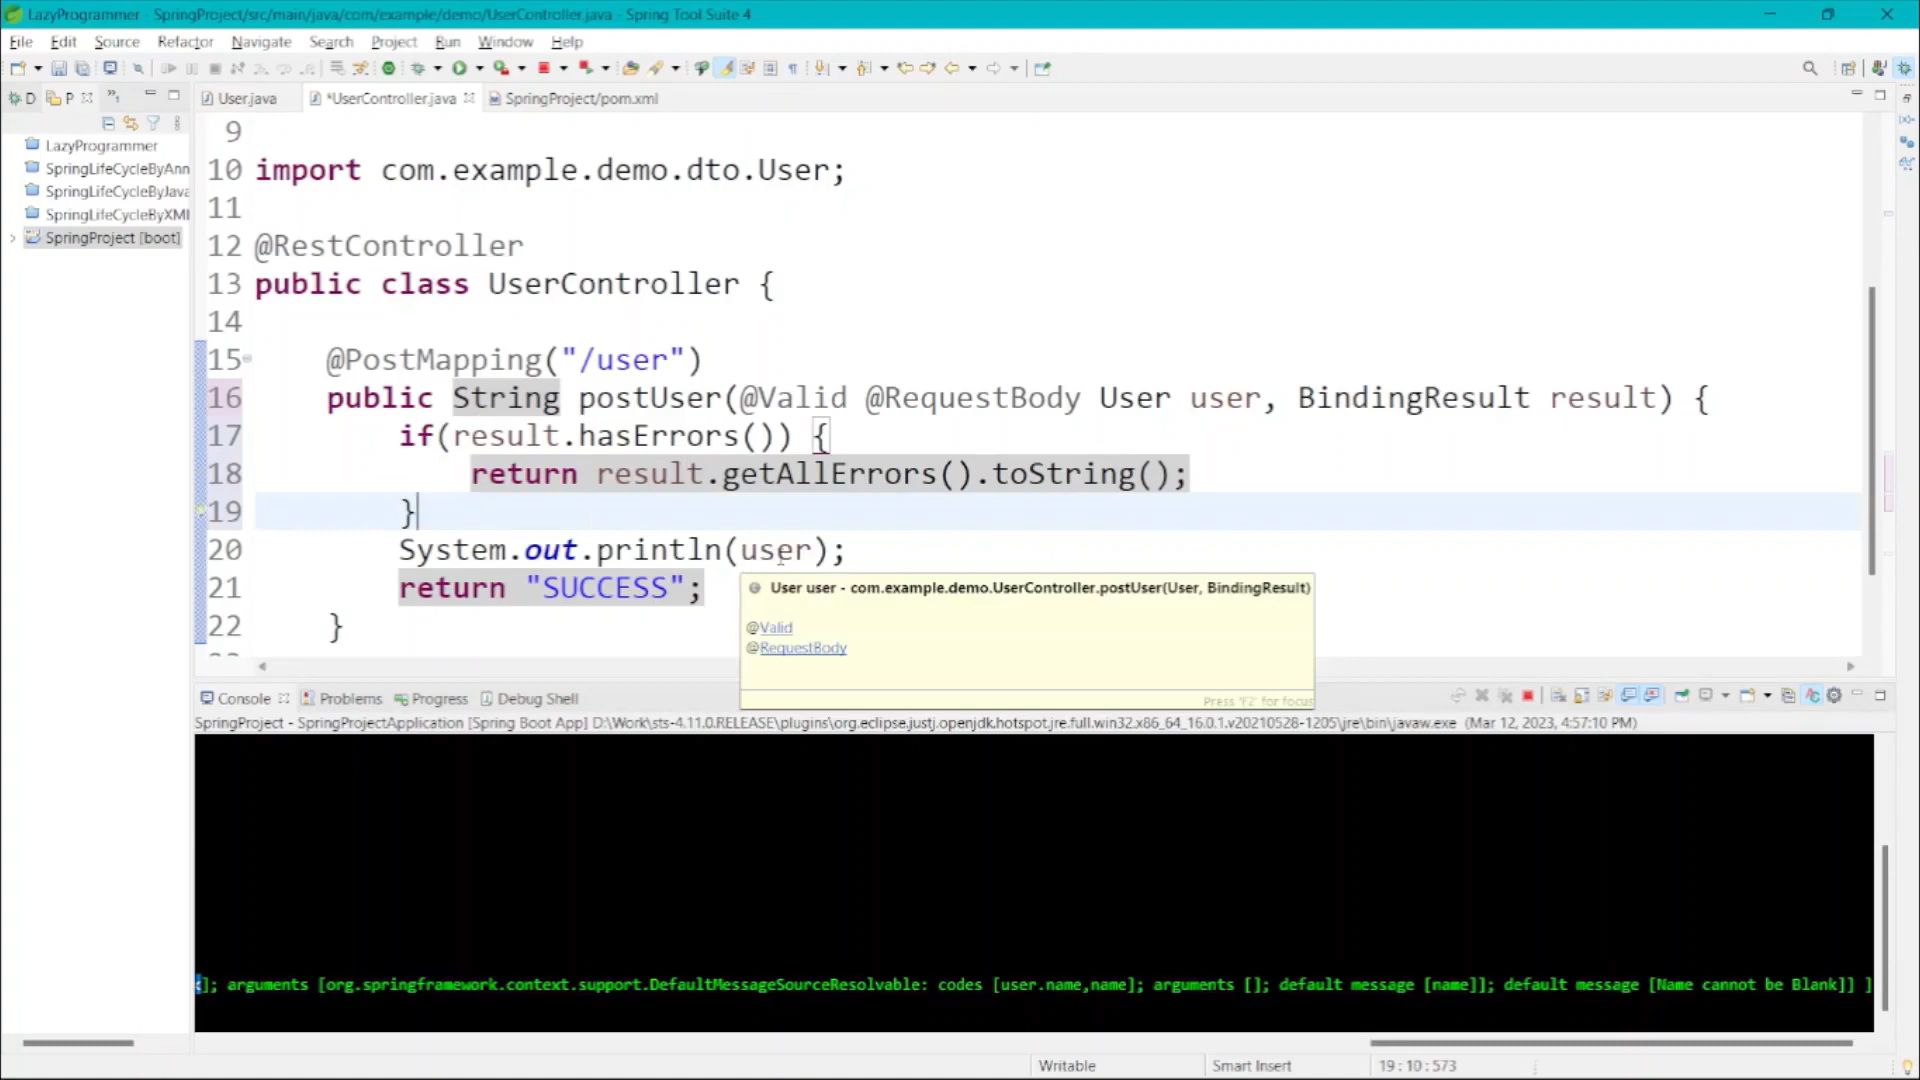 LazyProgrammer - SpringProject/src/main/java/com/example/demo/UserController.java - Spring Tool Suite 4
File Edit Source Refactor Navigate Search Project Run Window Help
D P User.java *UserController.java SpringProject/pom.xml
LazyProgrammer
SpringLifeCycleByAnn
SpringLifeCycleByJava
SpringLifeCycleByXMl
SpringProject [boot]
9
10 import com.example.demo.dto.User;
11
12 @RestController
13 public class UserController {
14
15 @PostMapping("/user")
16 public String postUser(@Valid @RequestBody User user, BindingResult result) {
17 if(result.hasErrors()) {
18 return result.getAllErrors().toString();
19 }
20 System.out.println(user);
21 return "SUCCESS";
22 }
User user - com.example.demo.UserController.postUser(User, BindingResult)
@Valid
@RequestBody
Press 'F2' for focus
Console Problems Progress Debug Shell
SpringProject - SpringProjectApplication [Spring Boot App] D:\Work\sts-4.11.0.RELEASE\plugins\org.eclipse.justj.openjdk.hotspot.jre.full.win32.x86_64_16.0.1.v20210528-1205\jre\bin\javaw.exe (Mar 12, 2023, 4:57:10 PM)
]; arguments [org.springframework.context.support.DefaultMessageSourceResolvable: codes [user.name,name]; arguments []; default message [name]]; default message [Name cannot be Blank]] ]
Writable Smart Insert 19:10:573